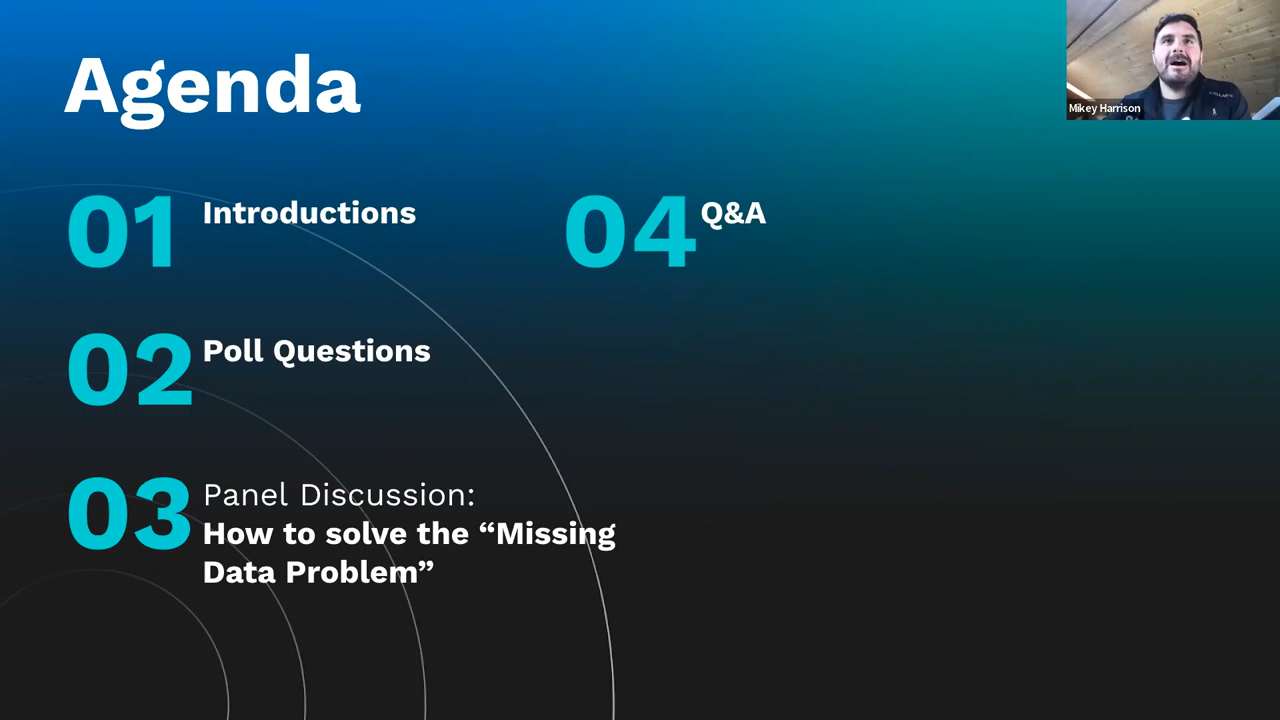 Agenda
01
Introductions
02
Poll Questions
03
Panel Discussion:
How to solve the “Missing
Data Problem”
04
Q&A
Mikey Harrison